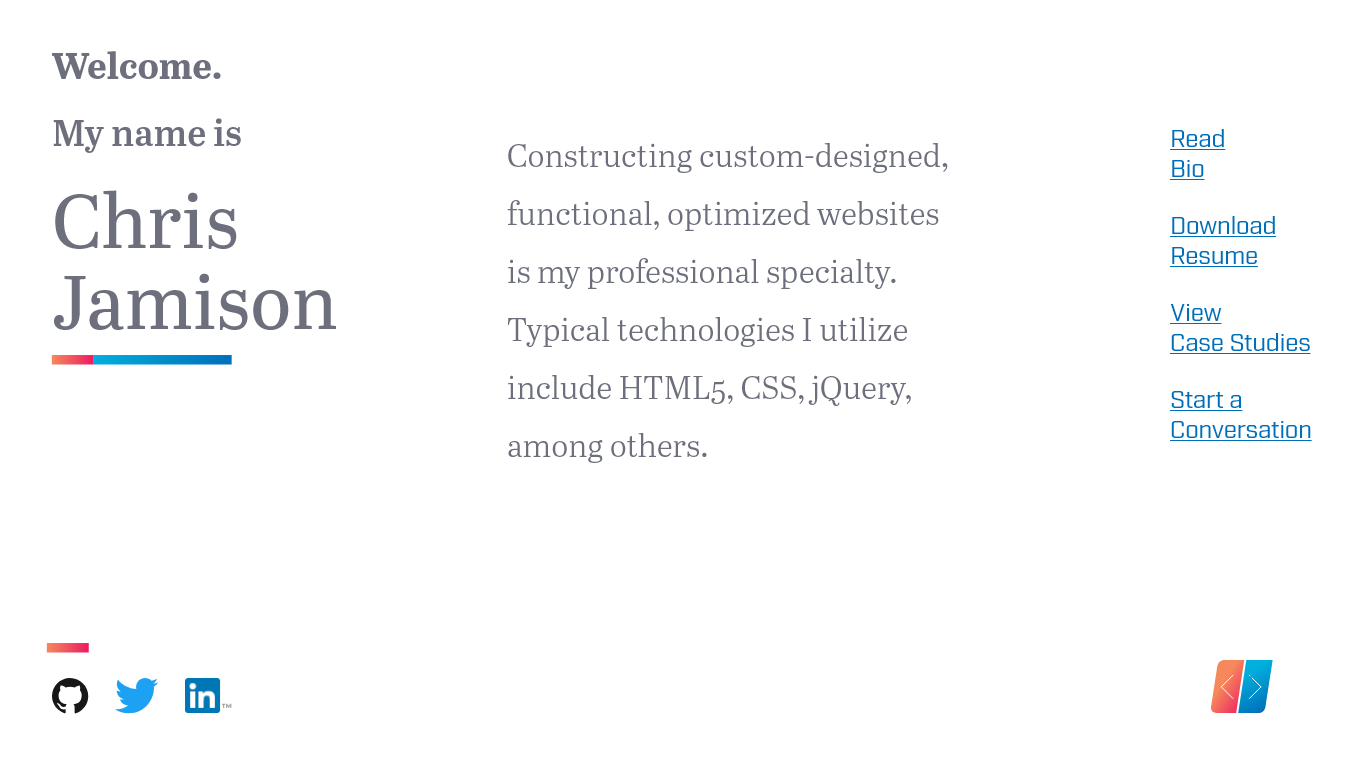 Welcome.
My name is
Chris
Jamison
Constructing custom-designed,
functional, optimized websites
is my professional specialty.
Typical technologies I utilize
include HTML5, CSS, jQuery,
among others.
Read
Bio
Download
Resume
View
Case Studies
Start a
Conversation
in™